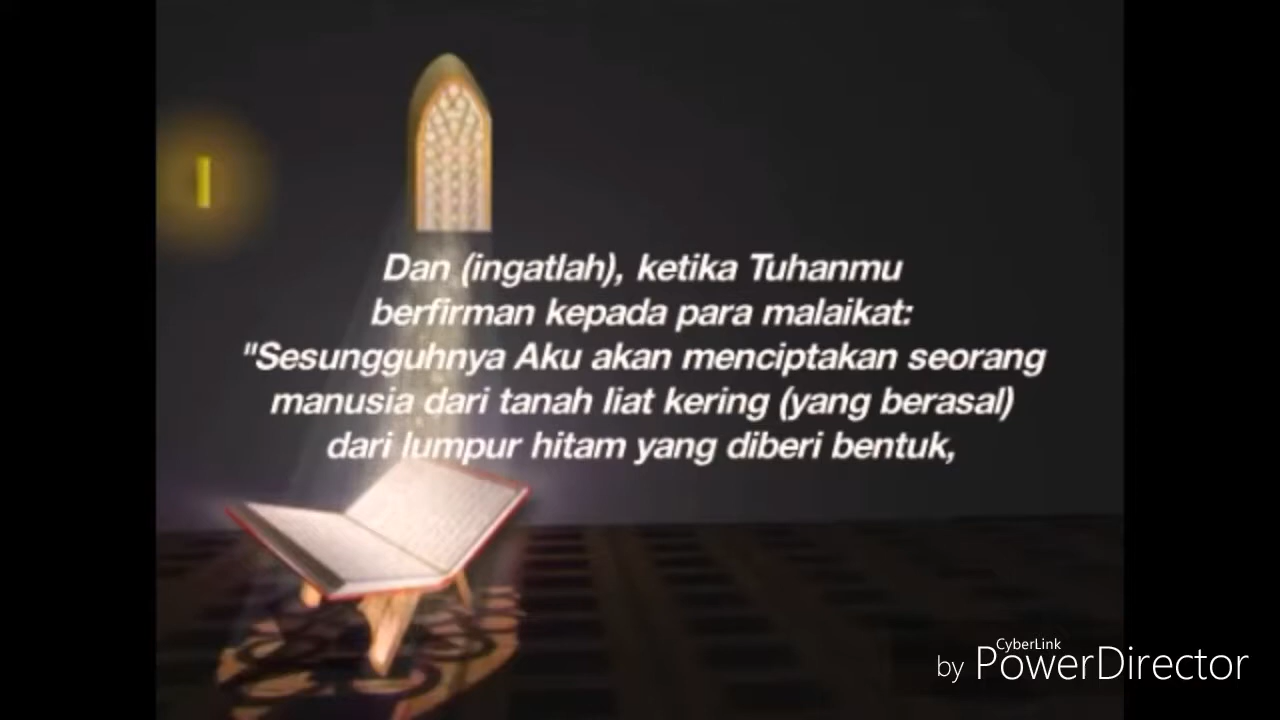 Dan (ingatlah), ketika Tuhanmu
berfirman kepada para malaikat:
"Sesungguhnya Aku akan menciptakan seorang
manusia dari tanah liat kering (yang berasal)
dari lumpur hitam yang diberi bentuk,
CyberLink
by PowerDirector